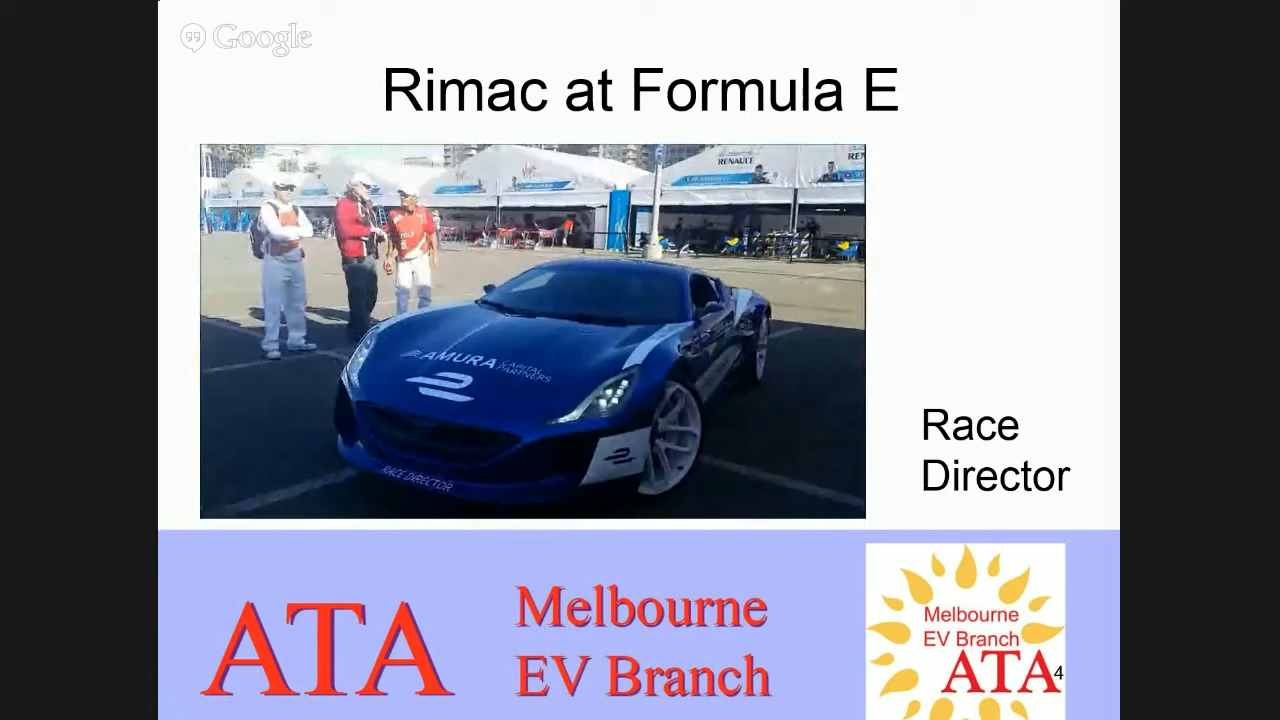 Google
Rimac at Formula E
RENAULT
AMURA CAPITAL
PARTNERS
RACE DIRECTOR
Race
Director
ATA
Melbourne
EV Branch
Melbourne
EV Branch
ATA
4